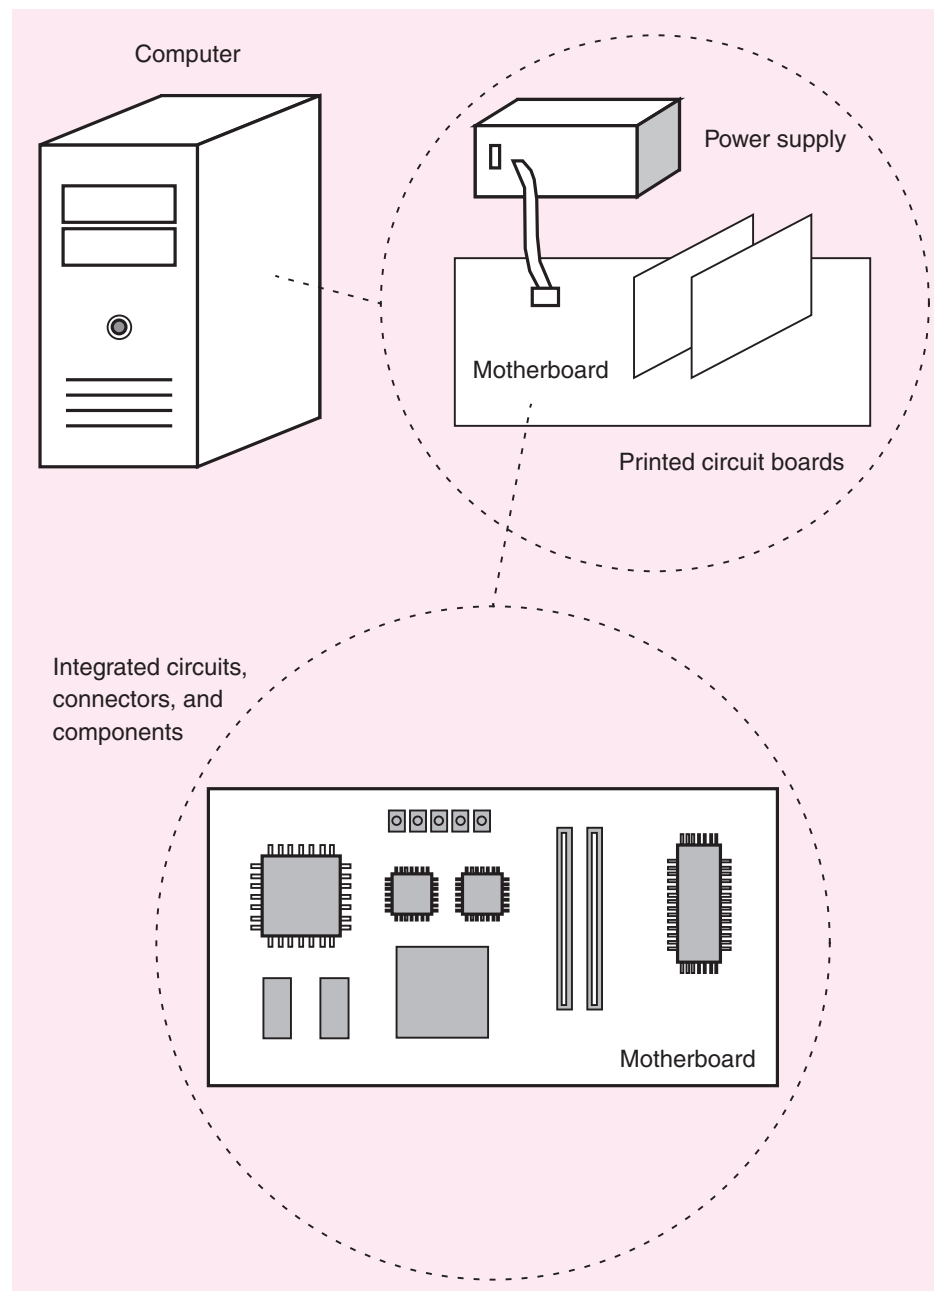 Computer
Power supply
Motherboard
Printed circuit boards
Integrated circuits,
connectors, and
components
Motherboard